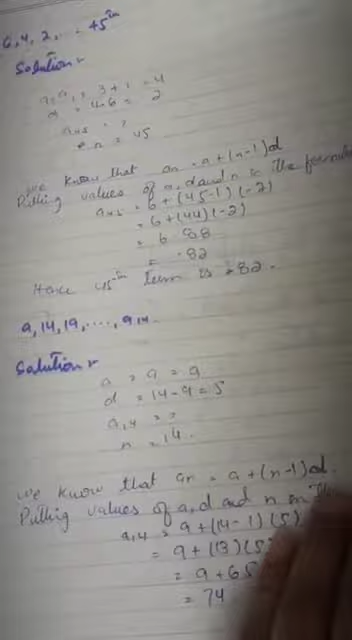 6, 4, 2, ... 45th
Solution:-
d = 4-6 = 2
a45 = ?
n = 45
We know that an = a+(n-1)d
Putting values of a, d and n in the formula
a45 = 6+(45-1)(-2)
= 6+(44)(-2)
= 6 - 88
= -82
Hence 45th term is -82.
9, 14, 19, ...., a14.
Solution:-
a = 9 = 9
d = 14-9=5
a14 = ?
n = 14.
We know that an = a+(n-1)d.
Putting values of a, d and n in the
a14 = 9+(14-1)(5)
= 9+(13)(5
= 9+65
= 74